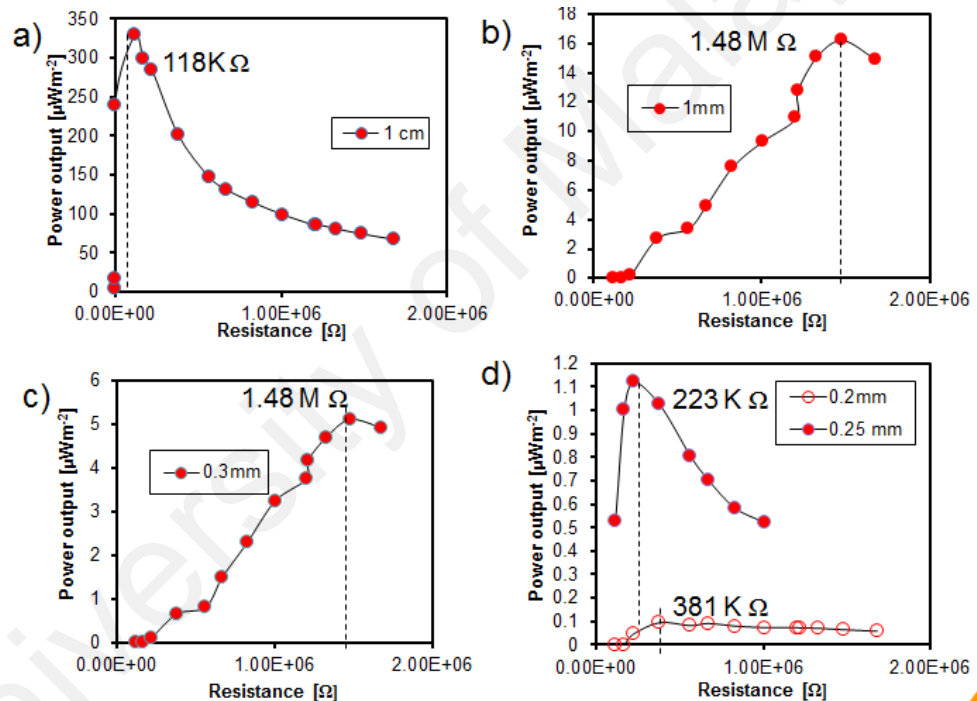 a)
118K Ω
1 cm
Power output [µWm-2]
350
300
250
200
150
100
50
0
0.00E+00
1.00E+06
2.00E+06
Resistance [Ω]
b)
1.48 M Ω
1mm
Power output [µWm-2]
18
16
14
12
10
8
6
4
2
0
0.00E+00
1.00E+06
2.00E+06
Resistance [Ω]
c)
1.48 M Ω
0.3mm
Power output [µWm-2]
6
5
4
3
2
1
0
0.00E+00
1.00E+06
2.00E+06
Resistance [Ω]
d)
223 K Ω
381 K Ω
0.2mm
0.25 mm
Power output [µWm-2]
1.2
1.1
1
0.9
0.8
0.7
0.6
0.5
0.4
0.3
0.2
0.1
0
0.00E+00
1.00E+06
2.00E+06
Resistance [Ω]